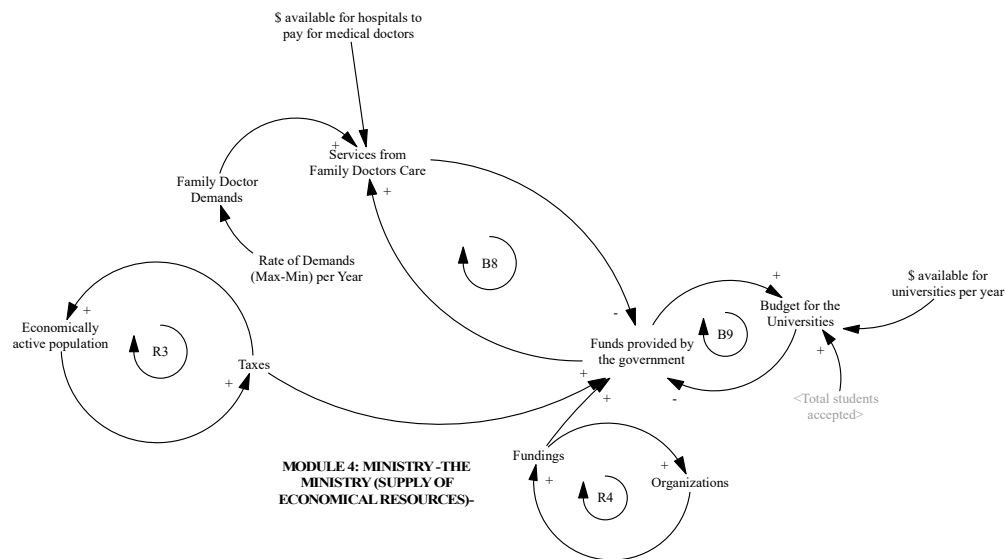 $ available for hospitals to
pay for medical doctors
+
Services from
Family Doctors Care
+
Family Doctor
Demands
Rate of Demands
(Max-Min) per Year
B8
+
Economically
active population
R3
+
Taxes
-
Funds provided by
the government
+
+
B9
+
Budget for the
Universities
+
-
$ available for
universities per year
<Total students
accepted>
Fundings
+
R4
+
Organizations
MODULE 4: MINISTRY -THE
MINISTRY (SUPPLY OF
ECONOMICAL RESOURCES)-